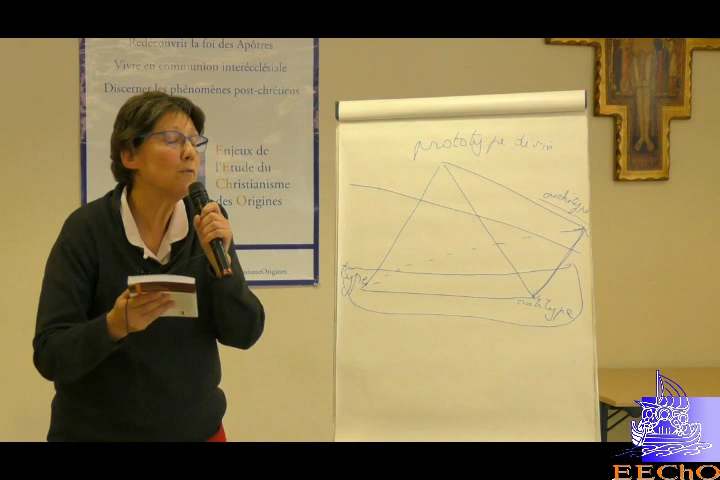 Redécouvrir la foi des Apôtres
Vivre en communion interécclésiale
Discerner les phénomènes post-chrétiens
Enjeux de
l'Etude du
Christianisme
des Origines
prototype divin
archétype
type
antitype
EEChO